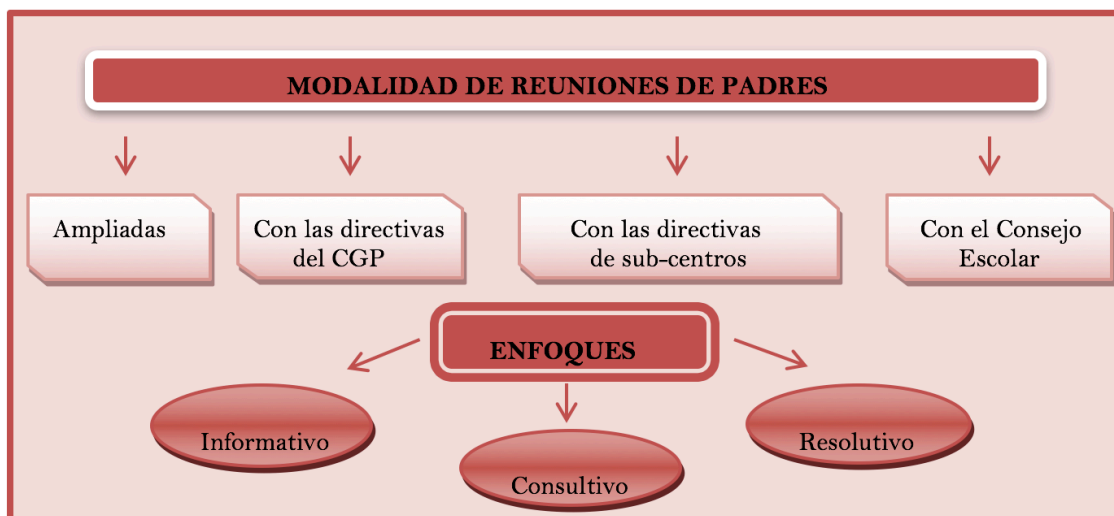 MODALIDAD DE REUNIONES DE PADRES
Ampliadas
Con las directivas
del CGP
Con las directivas
de sub-centros
Con el Consejo
Escolar
ENFOQUES
Informativo
Consultivo
Resolutivo